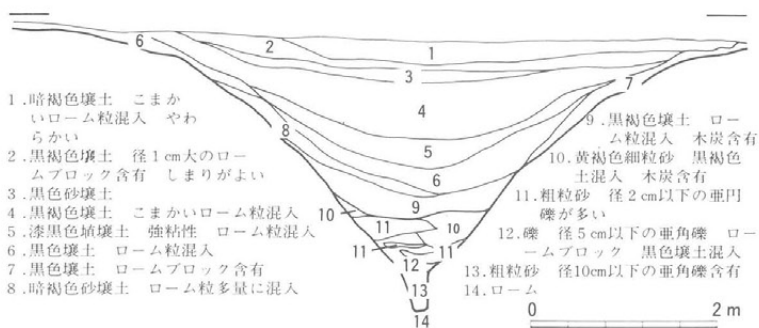 6
2
1
3
7
4
1.暗褐色壌土 こまか
いローム粒混入 やわ
らかい
2.黒褐色壌土 径1cm大のロー
ムブロック含有 しまりがよい
3.黒色砂壌土
4.黒褐色壌土 こまかいローム粒混入
5.漆黒色埴壌土 強粘性 ローム粒混入
6.黒色壌土 ローム粒混入
7.黒色壌土 ロームブロック含有
8.暗褐色砂壌土 ローム粒多量に混入
8
5
6
9
10
11
10
11
11
12
13
14
9.黒褐色壌土 ロー
ム粒混入 木炭含有
10.黄褐色細粒砂 黒褐色
土混入 木炭含有
11.粗粒砂 径2cm以下の亜円
礫が多い
12.礫 径5cm以下の亜角礫 ロー
ームブロック 黒色壌土混入
13.粗粒砂 径10cm以下の亜角礫含有
14.ローム
0 2m